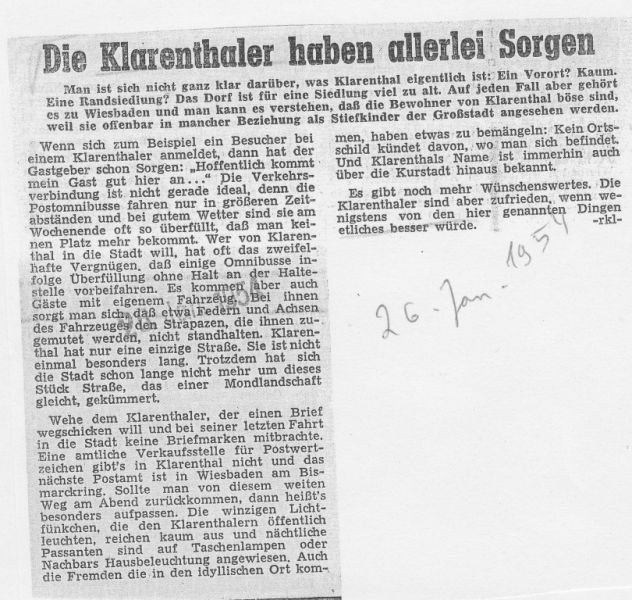 Die Klarenthaler haben allerlei Sorgen
Man ist sich nicht ganz klar darüber, was Klarenthal eigentlich ist: Ein Vorort? Kaum.
Eine Randsiedlung? Das Dorf ist für eine Siedlung viel zu alt. Auf jeden Fall aber gehört
es zu Wiesbaden und man kann es verstehen, daß die Bewohner von Klarenthal böse sind,
weil sie offenbar in mancher Beziehung als Stiefkinder der Großstadt angesehen werden.
Wenn sich zum Beispiel ein Besucher bei
einem Klarenthaler anmeldet, dann hat der
Gastgeber schon Sorgen: „Hoffentlich kommt
mein Gast gut hier an...“ Die Verkehrs-
verbindung ist nicht gerade ideal, denn die
Postomnibusse fahren nur in größeren Zeit-
abständen und bei gutem Wetter sind sie am
Wochenende oft so überfüllt, daß man kei-
nen Platz mehr bekommt. Wer von Klaren-
thal in die Stadt will, hat oft das zweifel-
hafte Vergnügen, daß einige Omnibusse in-
folge Überfüllung ohne Halt an der Halte-
stelle vorbeifahren. Es kommen aber auch
Gäste mit eigenem Fahrzeug. Bei ihnen
sorgt man sich, daß etwa Federn und Achsen
des Fahrzeuges den Strapazen, die ihnen zu-
gemutet werden, nicht standhalten. Klaren-
thal hat nur eine einzige Straße. Sie ist nicht
einmal besonders lang. Trotzdem hat sich
die Stadt schon lange nicht mehr um dieses
Stück Straße, das einer Mondlandschaft
gleicht, gekümmert.
Wehe dem Klarenthaler, der einen Brief
wegschicken will und bei seiner letzten Fahrt
in die Stadt keine Briefmarken mitbrachte.
Eine amtliche Verkaufsstelle für Postwert-
zeichen gibt's in Klarenthal nicht und das
nächste Postamt ist in Wiesbaden am Bis-
marckring. Sollte man von diesem weiten
Weg am Abend zurückkommen, dann heißt's
besonders aufpassen. Die winzigen Licht-
fünkchen, die den Klarenthalern öffentlich
leuchten, reichen kaum aus und nächtliche
Passanten sind auf Taschenlampen oder
Nachbars Hausbeleuchtung angewiesen. Auch
die Fremden die in den idyllischen Ort kom-
men, haben etwas zu bemängeln: Kein Orts-
schild kündet davon, wo man sich befindet.
Und Klarenthals Name ist immerhin auch
über die Kurstadt hinaus bekannt.
Es gibt noch mehr Wünschenswertes. Die
Klarenthaler sind aber zufrieden, wenn we-
nigstens von den hier genannten Dingen
etliches besser würde. -rkl-
26. Jan. 1954